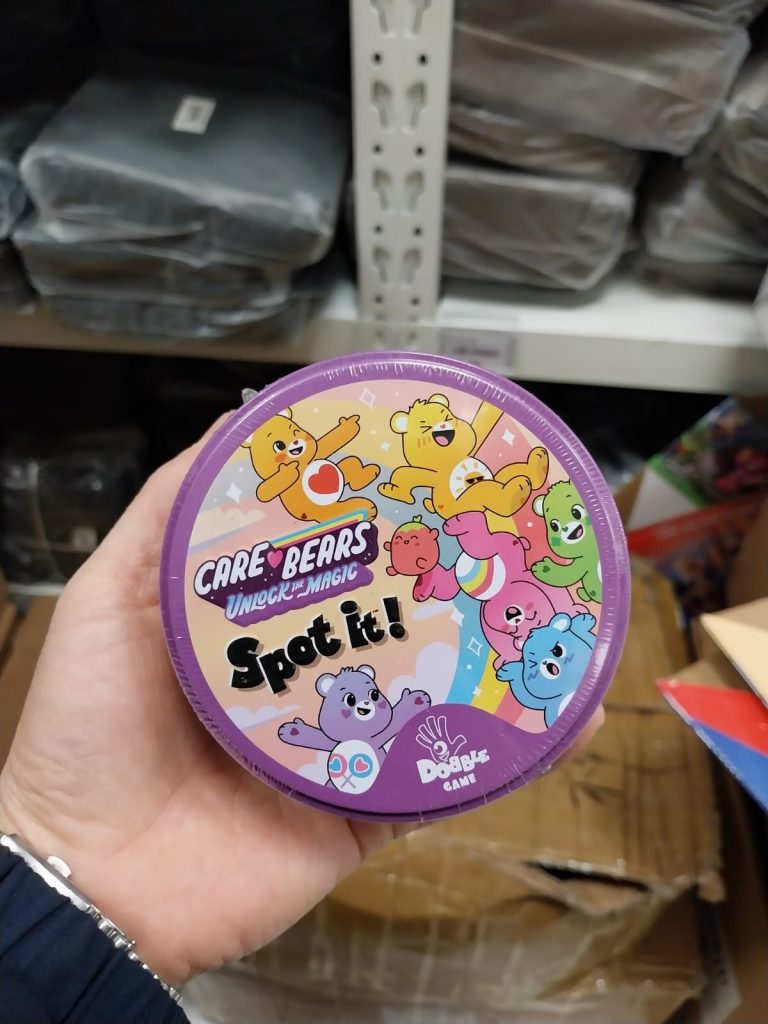 CARE BEARS
UNLOCK THE MAGIC
Spot it!
DOBBLE
GAME